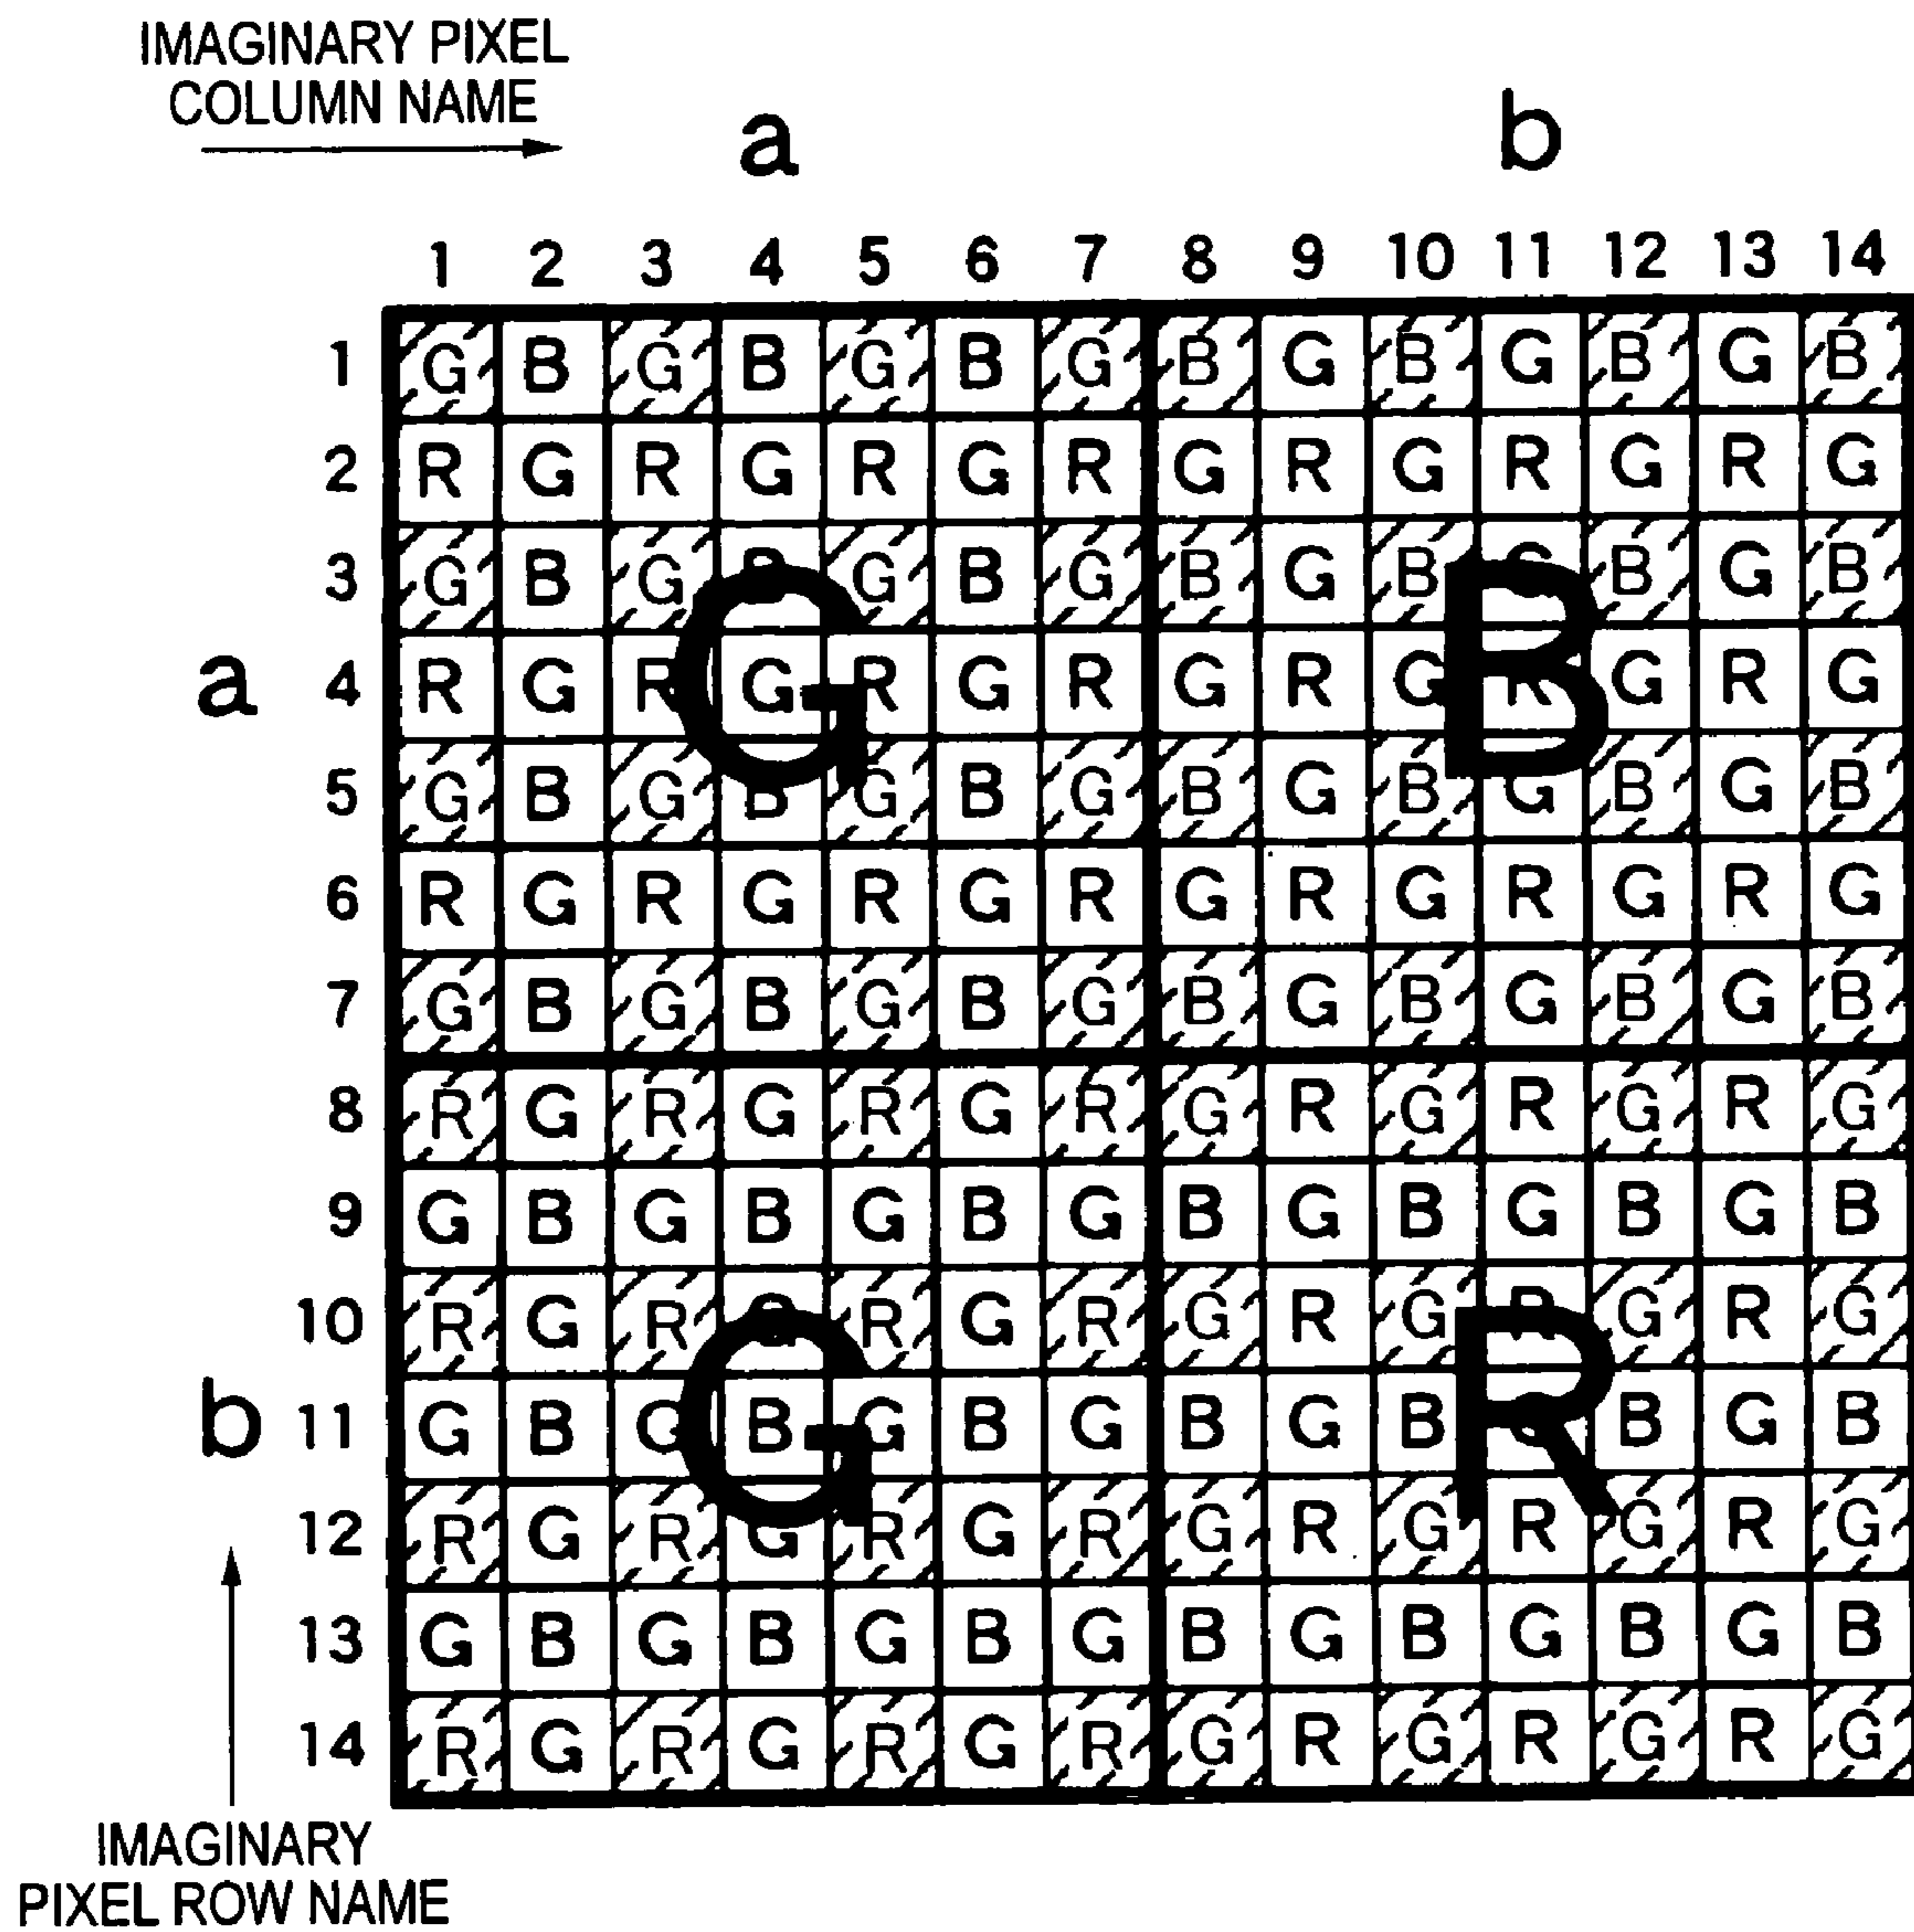 IMAGINARY PIXEL
COLUMN NAME
a b
1 2 3 4 5 6 7 8 9 10 11 12 13 14
1 G B G B G B G B G B G B G B
2 R G R G R G R G R G R G R G
3 G B G B G B G B G B G B G B
G B
a 4 R G R G R G R G R G R G R G
5 G B G B G B G B G B G B G B
6 R G R G R G R G R G R G R G
7 G B G B G B G B G B G B G B
8 R G R G R G R G R G R G R G
9 G B G B G B G B G B G B G B
10 R G R G R G R G R G R G R G
G R
b 11 G B G B G B G B G B G B G B
12 R G R G R G R G R G R G R G
13 G B G B G B G B G B G B G B
14 R G R G R G R G R G R G R G
IMAGINARY
PIXEL ROW NAME